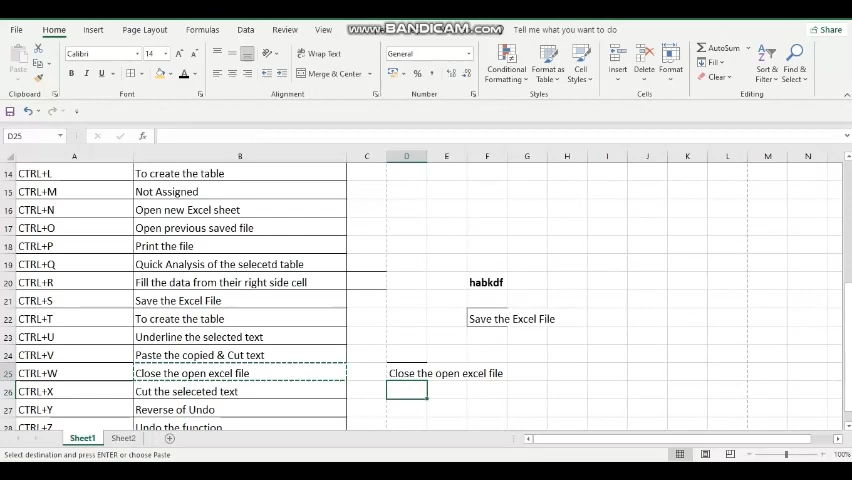 www.BANDICAM.com
File Home Insert Page Layout Formulas Data Review View Tell me what you want to do Share
Calibri 14 A A Wrap Text General AutoSum
Paste Fill
B I U Merge & Center % Conditional Formatting Format as Table Cell Styles Insert Delete Format Clear Sort & Filter Find & Select
Clipboard Font Alignment Number Styles Cells Editing
D25 fx
A B C D E F G H I J K L M N
14 CTRL+L To create the table
15 CTRL+M Not Assigned
16 CTRL+N Open new Excel sheet
17 CTRL+O Open previous saved file
18 CTRL+P Print the file
19 CTRL+Q Quick Analysis of the selecetd table
20 CTRL+R Fill the data from their right side cell habkdf
21 CTRL+S Save the Excel File
22 CTRL+T To create the table Save the Excel File
23 CTRL+U Underline the selected text
24 CTRL+V Paste the copied & Cut text
25 CTRL+W Close the open excel file Close the open excel file
26 CTRL+X Cut the seleceted text
27 CTRL+Y Reverse of Undo
28 CTRL+Z Undo the function
Sheet1 Sheet2
Select destination and press ENTER or choose Paste 100%